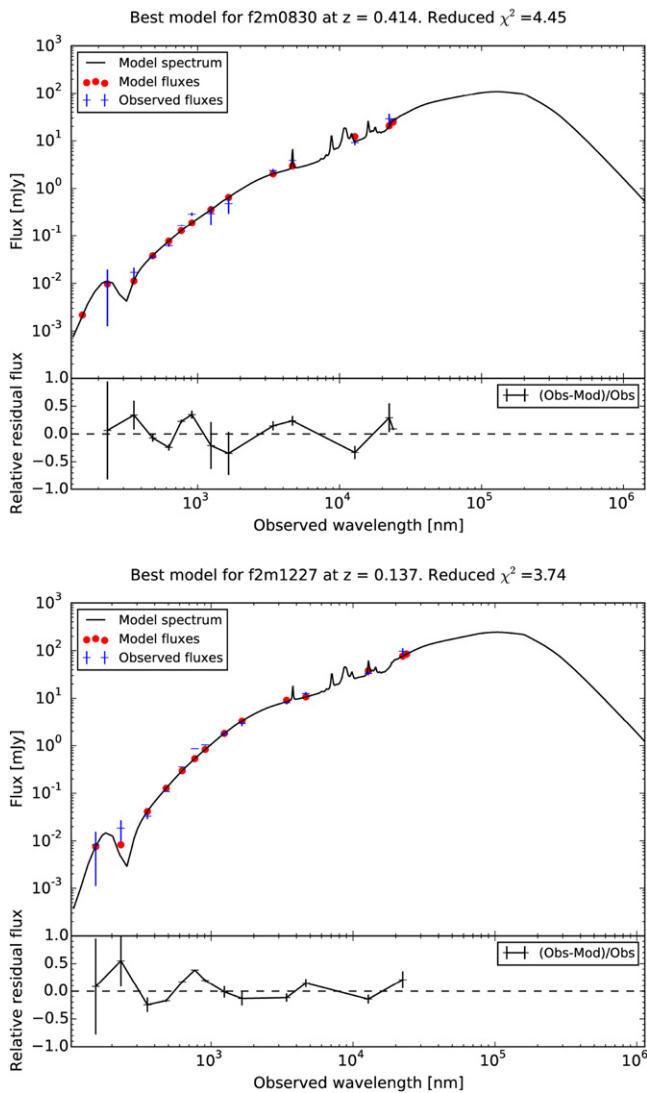 Best model for f2m0830 at z = 0.414. Reduced χ² =4.45
Model spectrum
Model fluxes
Observed fluxes
10³
10²
10¹
10⁰
10⁻¹
10⁻²
10⁻³
Flux [mJy]
(Obs-Mod)/Obs
1.0
0.5
0.0
−0.5
−1.0
Relative residual flux
10³ 10⁴ 10⁵ 10⁶
Observed wavelength [nm]
Best model for f2m1227 at z = 0.137. Reduced χ² =3.74
Model spectrum
Model fluxes
Observed fluxes
10³
10²
10¹
10⁰
10⁻¹
10⁻²
10⁻³
Flux [mJy]
(Obs-Mod)/Obs
1.0
0.5
0.0
−0.5
−1.0
Relative residual flux
10³ 10⁴ 10⁵ 10⁶
Observed wavelength [nm]